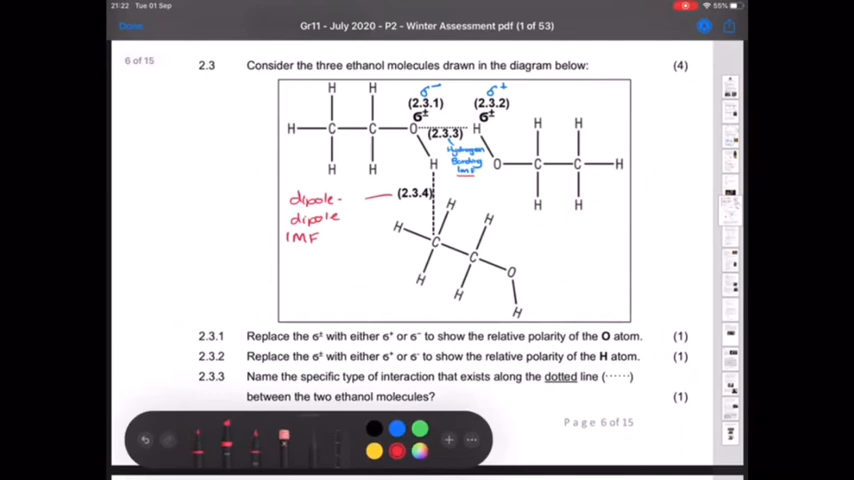 21:22 Tue 01 Sep
55%
Done
Gr11 - July 2020 - P2 - Winter Assessment pdf (1 of 53)
6 of 15
2.3 Consider the three ethanol molecules drawn in the diagram below: (4)
H H σ⁻ σ⁺
(2.3.1) (2.3.2)
σ± σ±
H C C O H H H
(2.3.3)
Hydrogen
Bonding
IMF
H H H O C C H
dipole-
dipole
IMF
(2.3.4)
H H
H H H
C C
O
H H
H
2.3.1 Replace the σ± with either σ⁺ or σ⁻ to show the relative polarity of the O atom. (1)
2.3.2 Replace the σ± with either σ⁺ or σ⁻ to show the relative polarity of the H atom. (1)
2.3.3 Name the specific type of interaction that exists along the dotted line (······)
between the two ethanol molecules? (1)
Page 6 of 15